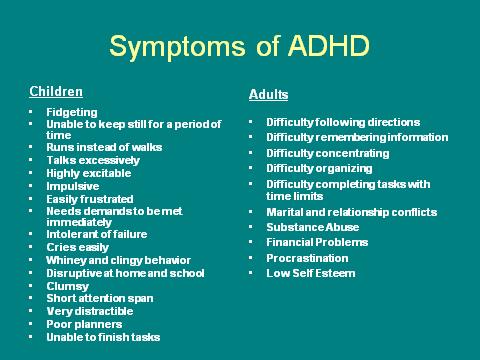 Symptoms of ADHD
Children
Fidgeting
Unable to keep still for a period of
time
Runs instead of walks
Talks excessively
Highly excitable
Impulsive
Easily frustrated
Needs demands to be met
immediately
Intolerant of failure
Cries easily
Whiney and clingy behavior
Disruptive at home and school
Clumsy
Short attention span
Very distractible
Poor planners
Unable to finish tasks
Adults
Difficulty following directions
Difficulty remembering information
Difficulty concentrating
Difficulty organizing
Difficulty completing tasks with
time limits
Marital and relationship conflicts
Substance Abuse
Financial Problems
Procrastination
Low Self Esteem